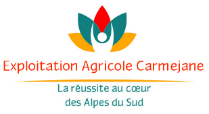 Exploitation Agricole Carmejane
La réussite au cœur
des Alpes du Sud